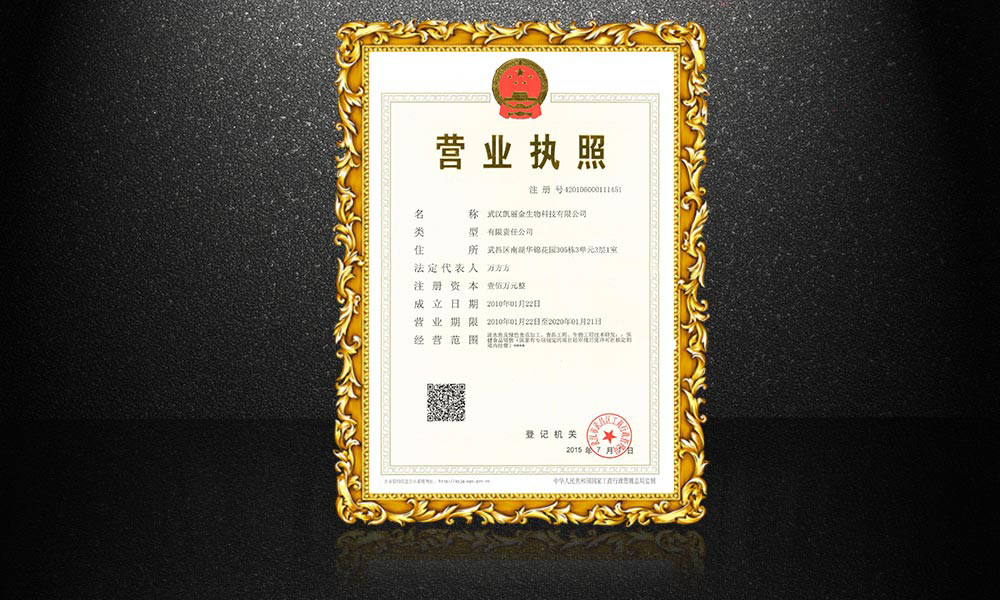 营业执照
注册号420106000111451
名称 武汉凯丽金生物科技有限公司
类型 有限责任公司
住所 武昌区南湖华锦花园305栋3单元3层1室
法定代表人 万方方
注册资本 壹佰万元整
成立日期 2010年01月22日
营业期限 2010年01月22日至2020年01月21日
经营范围
登记机关
2015 年 7 月 日
中华人民共和国国家工商行政管理总局监制